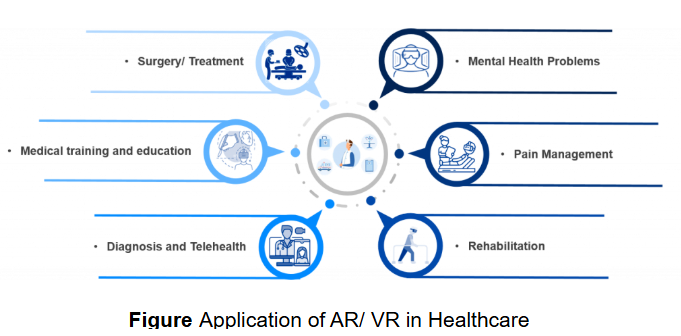 • Surgery/ Treatment
• Mental Health Problems
• Medical training and education
• Pain Management
• Diagnosis and Telehealth
• Rehabilitation
Figure Application of AR/ VR in Healthcare